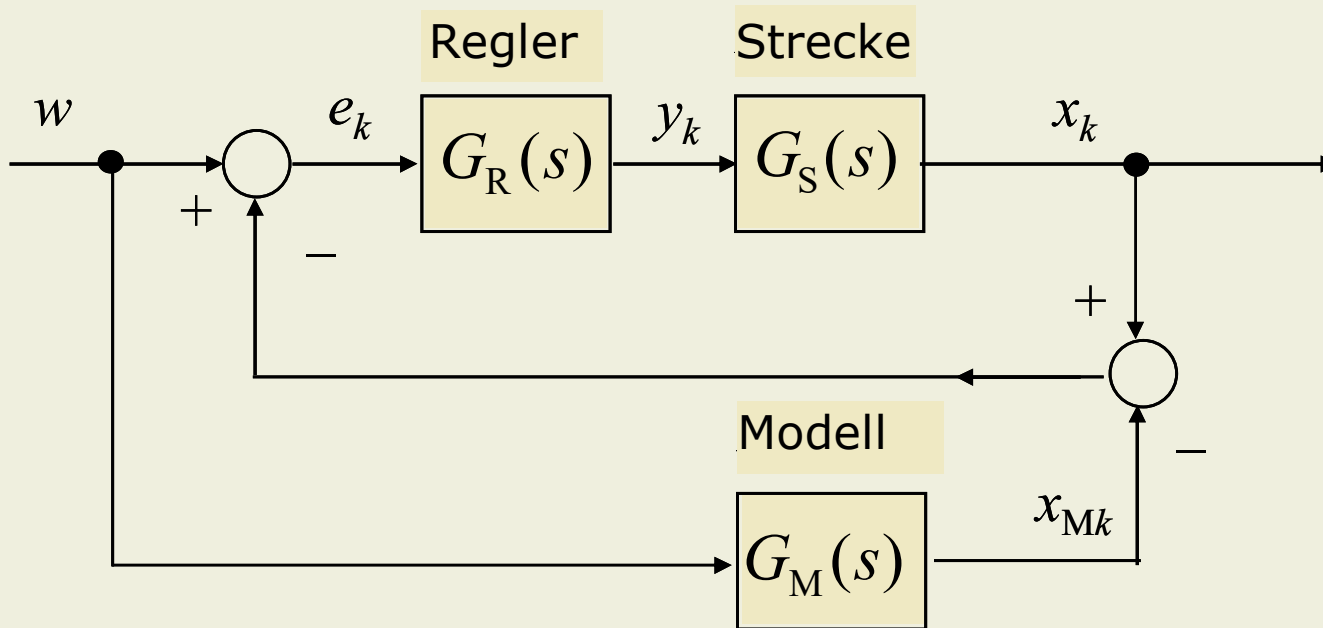 Regler
Strecke
w
e_k
y_k
x_k
G_R(s)
G_S(s)
+
−
+
Modell
−
x_Mk
G_M(s)